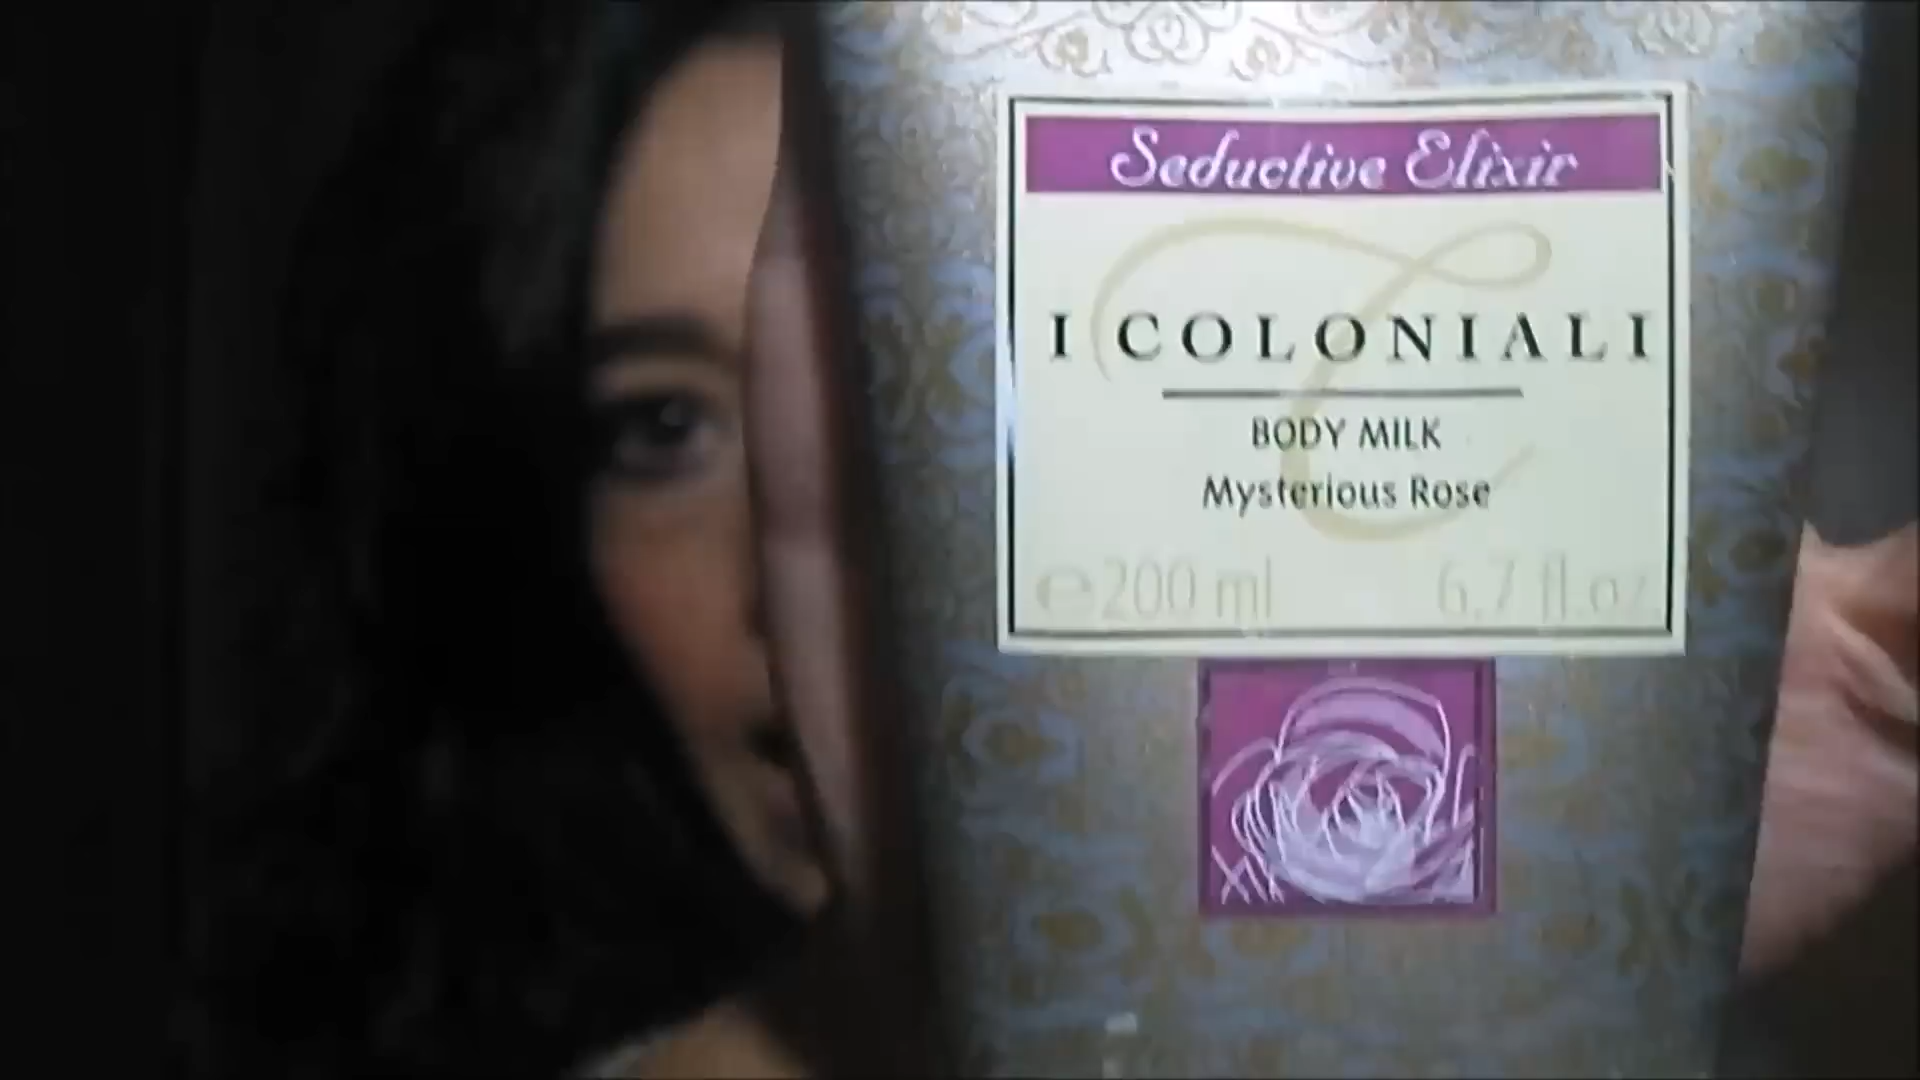 Seductive Elixir
I COLONIALI
BODY MILK
Mysterious Rose
℮200 ml 6.7 fl.oz